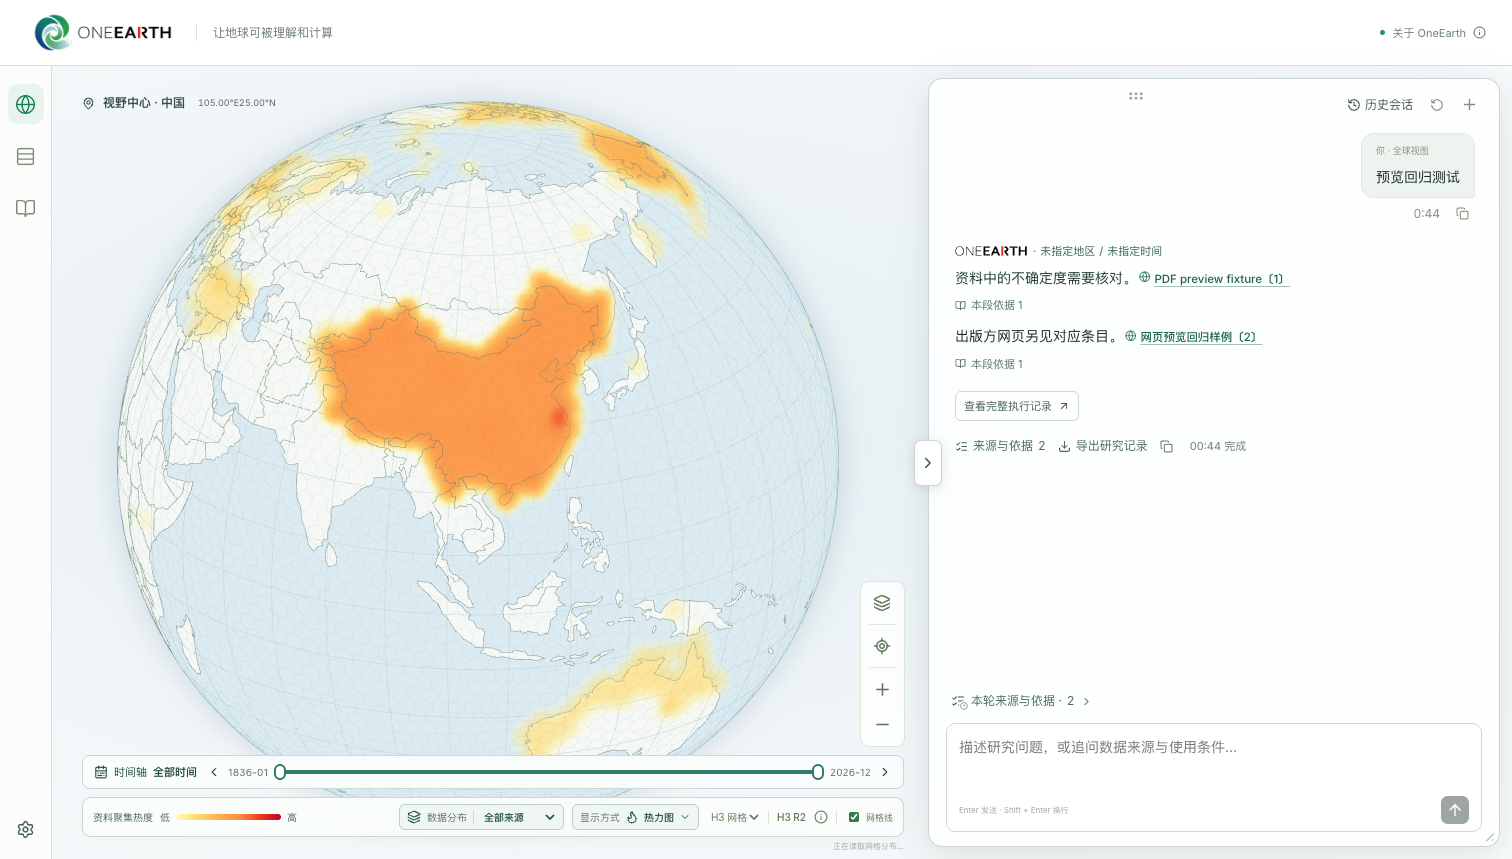 ONEEARTH
让地球可被理解和计算
关于 OneEarth
视野中心 · 中国
105.00°E25.00°N
历史会话
你 · 全球视图
预览回归测试
0:44
ONEEARTH · 未指定地区 / 未指定时间
资料中的不确定度需要核对。 PDF preview fixture〔1〕
本段依据 1
出版方网页另见对应条目。 网页预览回归样例〔2〕
本段依据 1
查看完整执行记录
来源与依据 2 导出研究记录 00:44 完成
本轮来源与依据 · 2
描述研究问题，或追问数据来源与使用条件...
Enter 发送 · Shift + Enter 换行
时间轴 全部时间 1836-01 2026-12
资料聚集热度 低 高 数据分布 全部来源 显示方式 热力图 H3 网格 H3 R2 网格线
正在读取网格分布...